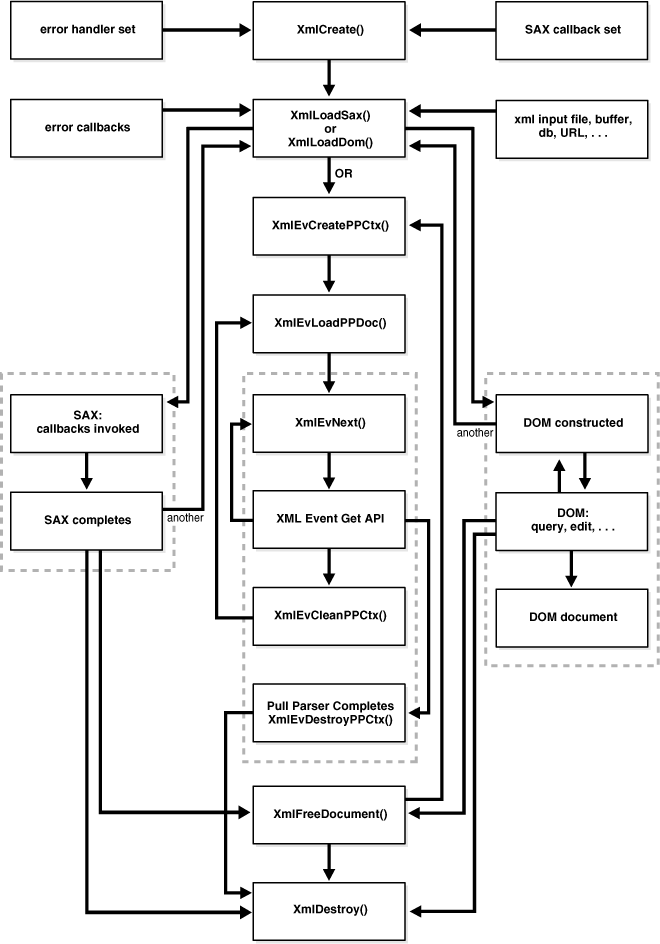 error handler set
XmlCreate()
SAX callback set
error callbacks
XmlLoadSax()
or
XmlLoadDom()
xml input file, buffer,
db, URL, . . .
OR
XmlEvCreatePPCtx()
XmlEvLoadPPDoc()
SAX:
callbacks invoked
XmlEvNext()
DOM constructed
another
SAX completes
another
XML Event Get API
DOM:
query, edit, . . .
XmlEvCleanPPCtx()
DOM document
Pull Parser Completes
XmlEvDestroyPPCtx()
XmlFreeDocument()
XmlDestroy()